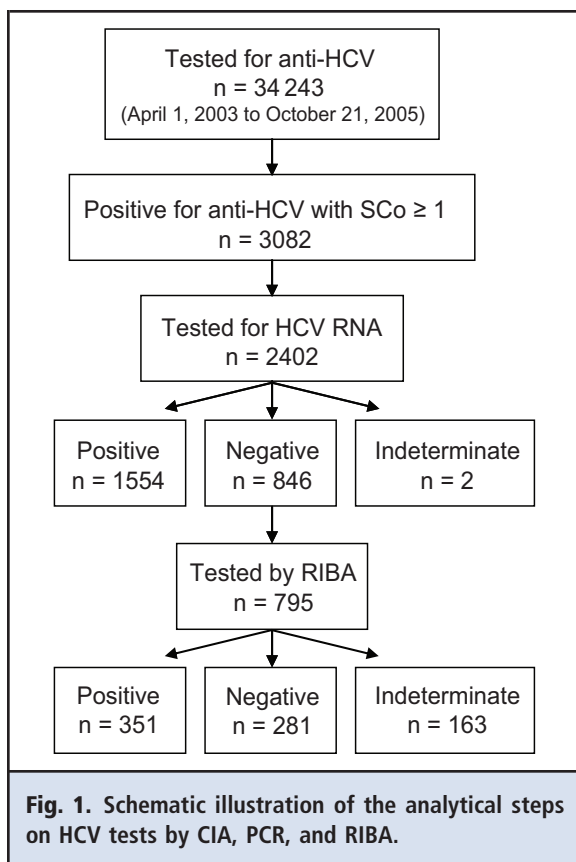 Tested for anti-HCV
n = 34 243
(April 1, 2003 to October 21, 2005)
Positive for anti-HCV with SCo ≥ 1
n = 3082
Tested for HCV RNA
n = 2402
Positive
n = 1554
Negative
n = 846
Indeterminate
n = 2
Tested by RIBA
n = 795
Positive
n = 351
Negative
n = 281
Indeterminate
n = 163
Fig. 1. Schematic illustration of the analytical steps
on HCV tests by CIA, PCR, and RIBA.